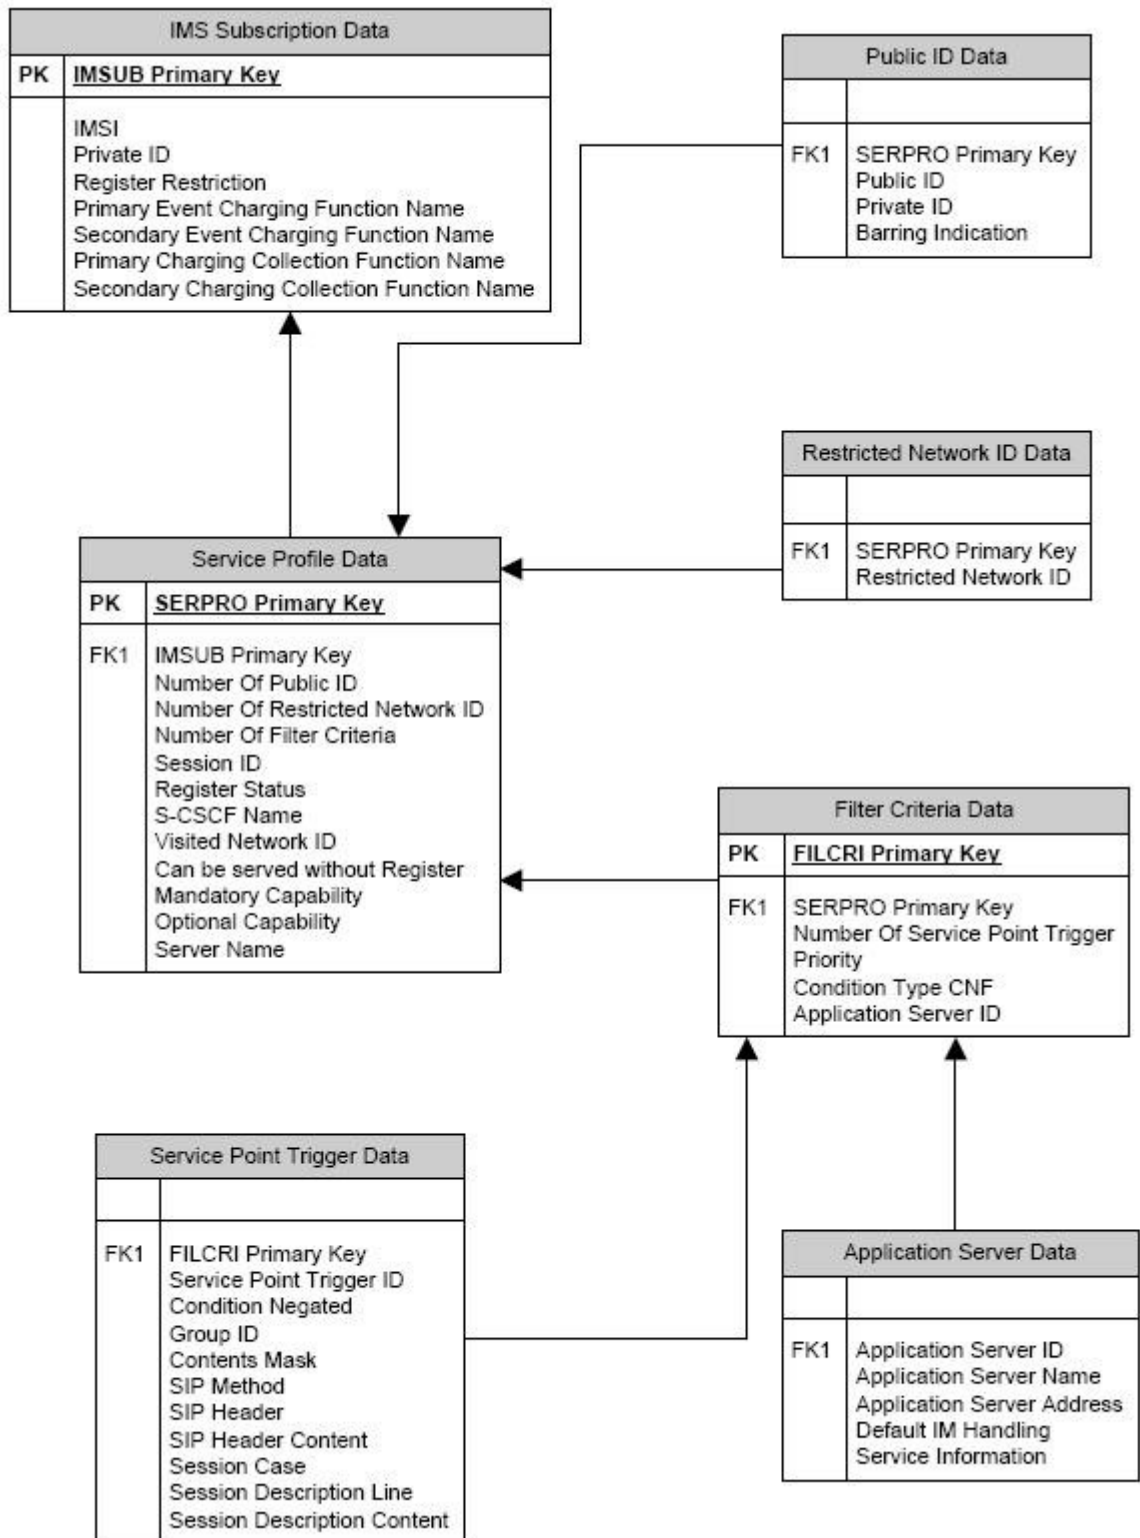 IMS Subscription Data
PK IMSUB Primary Key
IMSI
Private ID
Register Restriction
Primary Event Charging Function Name
Secondary Event Charging Function Name
Primary Charging Collection Function Name
Secondary Charging Collection Function Name
Public ID Data
FK1 SERPRO Primary Key
Public ID
Private ID
Barring Indication
Restricted Network ID Data
FK1 SERPRO Primary Key
Restricted Network ID
Service Profile Data
PK SERPRO Primary Key
FK1 IMSUB Primary Key
Number Of Public ID
Number Of Restricted Network ID
Number Of Filter Criteria
Session ID
Register Status
S-CSCF Name
Visited Network ID
Can be served without Register
Mandatory Capability
Optional Capability
Server Name
Filter Criteria Data
PK FILCRI Primary Key
FK1 SERPRO Primary Key
Number Of Service Point Trigger
Priority
Condition Type CNF
Application Server ID
Service Point Trigger Data
FK1 FILCRI Primary Key
Service Point Trigger ID
Condition Negated
Group ID
Contents Mask
SIP Method
SIP Header
SIP Header Content
Session Case
Session Description Line
Session Description Content
Application Server Data
FK1 Application Server ID
Application Server Name
Application Server Address
Default IM Handling
Service Information